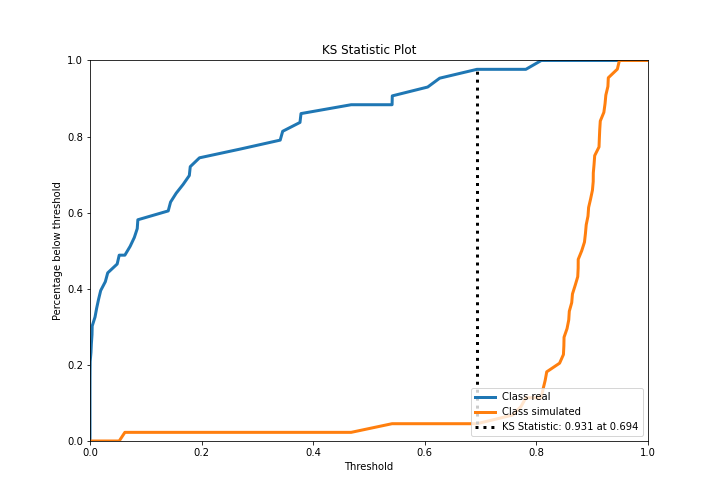 KS Statistic Plot
1.0
0.8
0.6
0.4
0.2
0.0
Percentage below threshold
0.0 0.2 0.4 0.6 0.8 1.0
Threshold
Class real
Class simulated
KS Statistic: 0.931 at 0.694